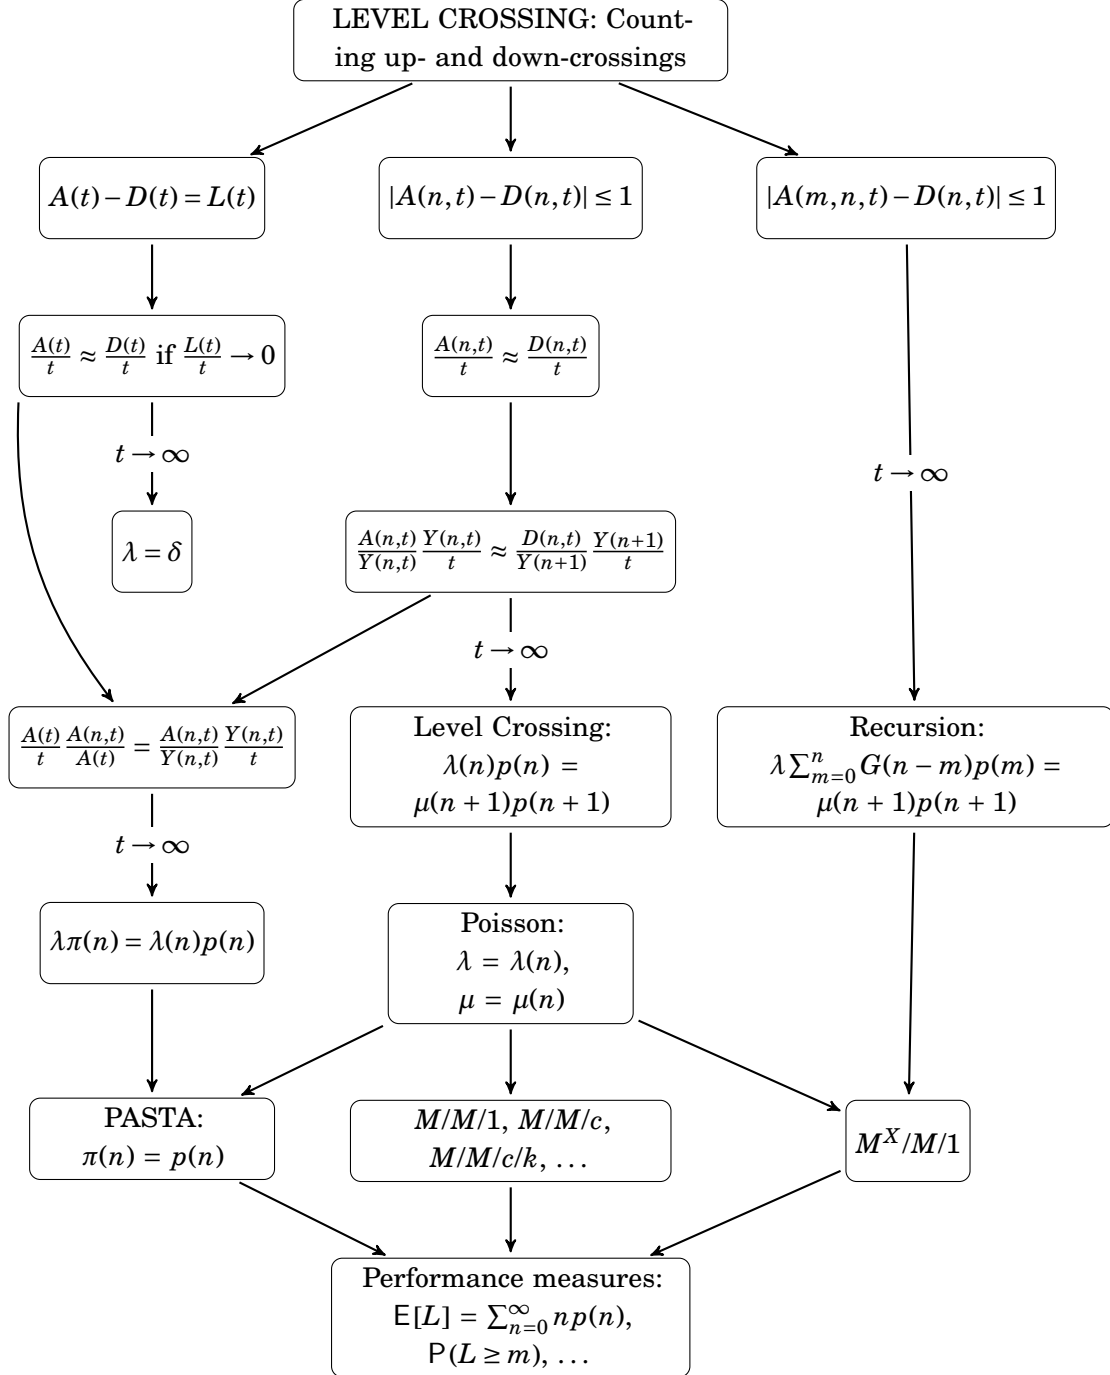 LEVEL CROSSING: Count-
ing up- and down-crossings
A(t) − D(t) = L(t)
|A(n,t) − D(n,t)| ≤ 1
|A(m,n,t) − D(n,t)| ≤ 1
A(t)/t ≈ D(t)/t if L(t)/t → 0
A(n,t)/t ≈ D(n,t)/t
t → ∞
t → ∞
λ = δ
A(n,t)/Y(n,t) Y(n,t)/t ≈ D(n,t)/Y(n+1) Y(n+1)/t
t → ∞
A(t)/t A(n,t)/A(t) = A(n,t)/Y(n,t) Y(n,t)/t
Level Crossing:
λ(n)p(n) =
μ(n + 1)p(n + 1)
Recursion:
λ∑_{m=0}^{n} G(n − m)p(m) =
μ(n + 1)p(n + 1)
t → ∞
λπ(n) = λ(n)p(n)
Poisson:
λ = λ(n),
μ = μ(n)
PASTA:
π(n) = p(n)
M/M/1, M/M/c,
M/M/c/k, …
M^X/M/1
Performance measures:
E[L] = ∑_{n=0}^{∞} np(n),
P(L ≥ m), …